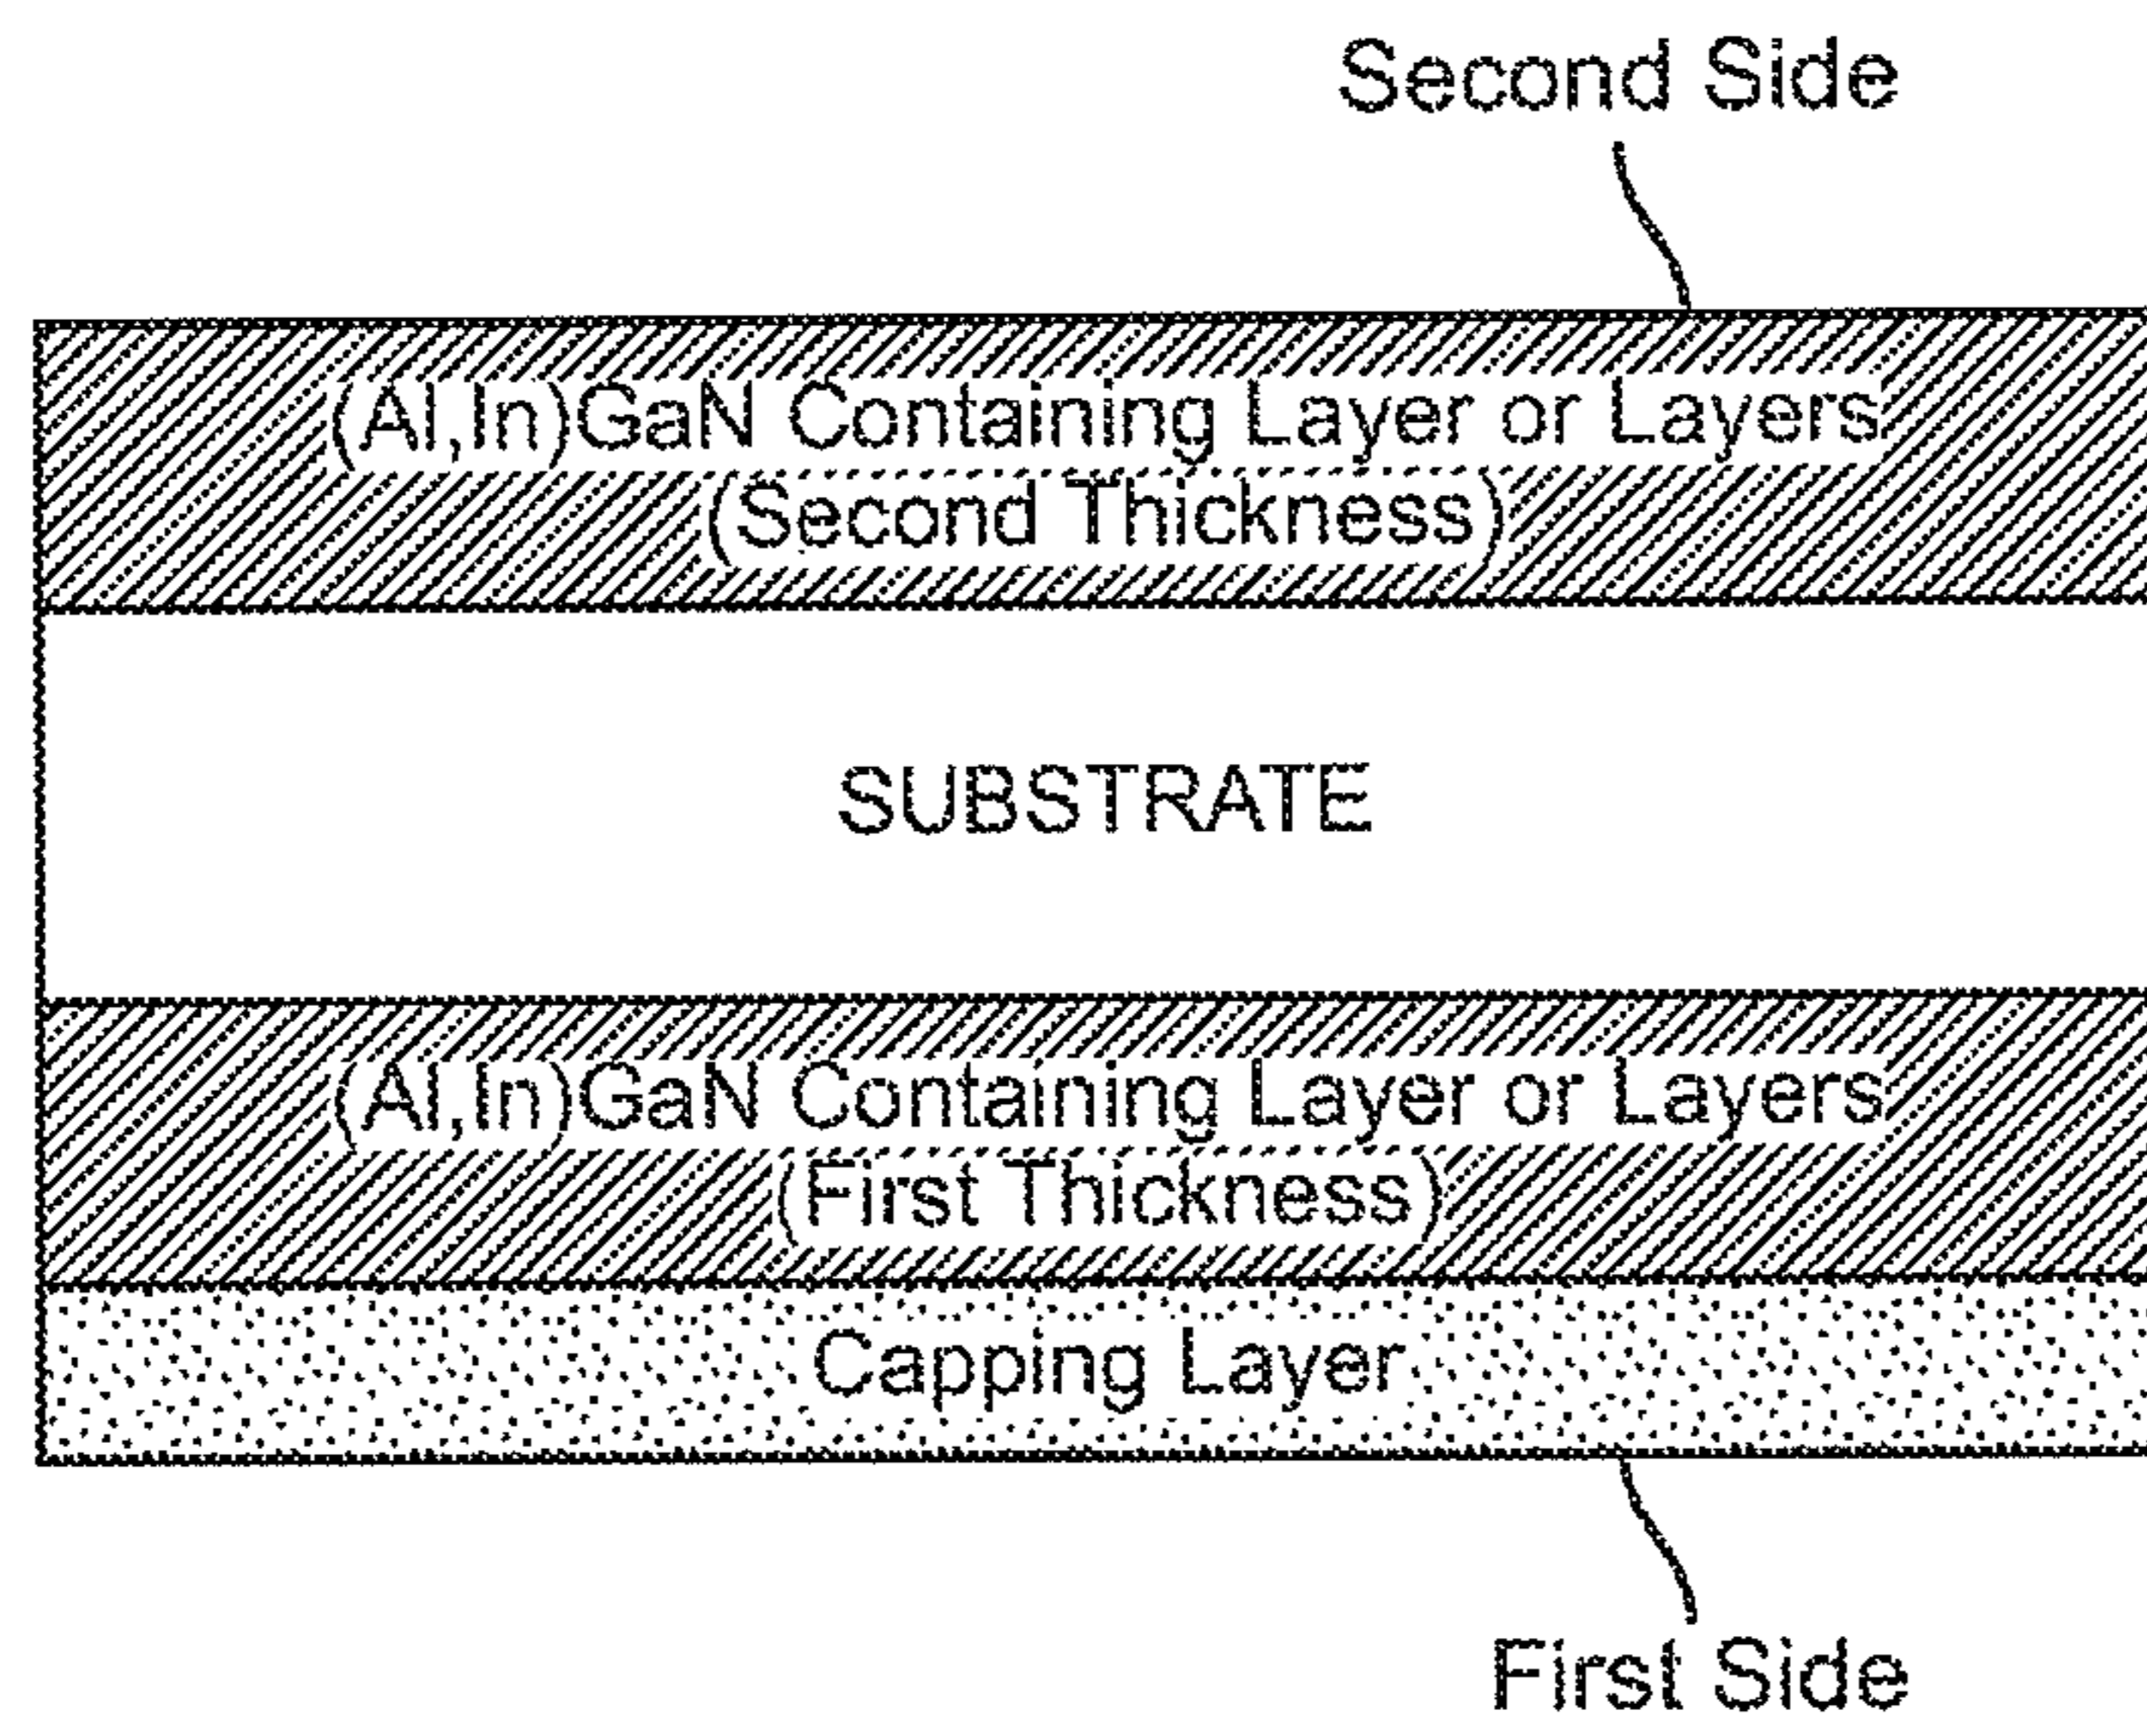 Second Side
(Al,In)GaN Containing Layer or Layers
(Second Thickness)
SUBSTRATE
(Al,In)GaN Containing Layer or Layers
(First Thickness)
Capping Layer
First Side